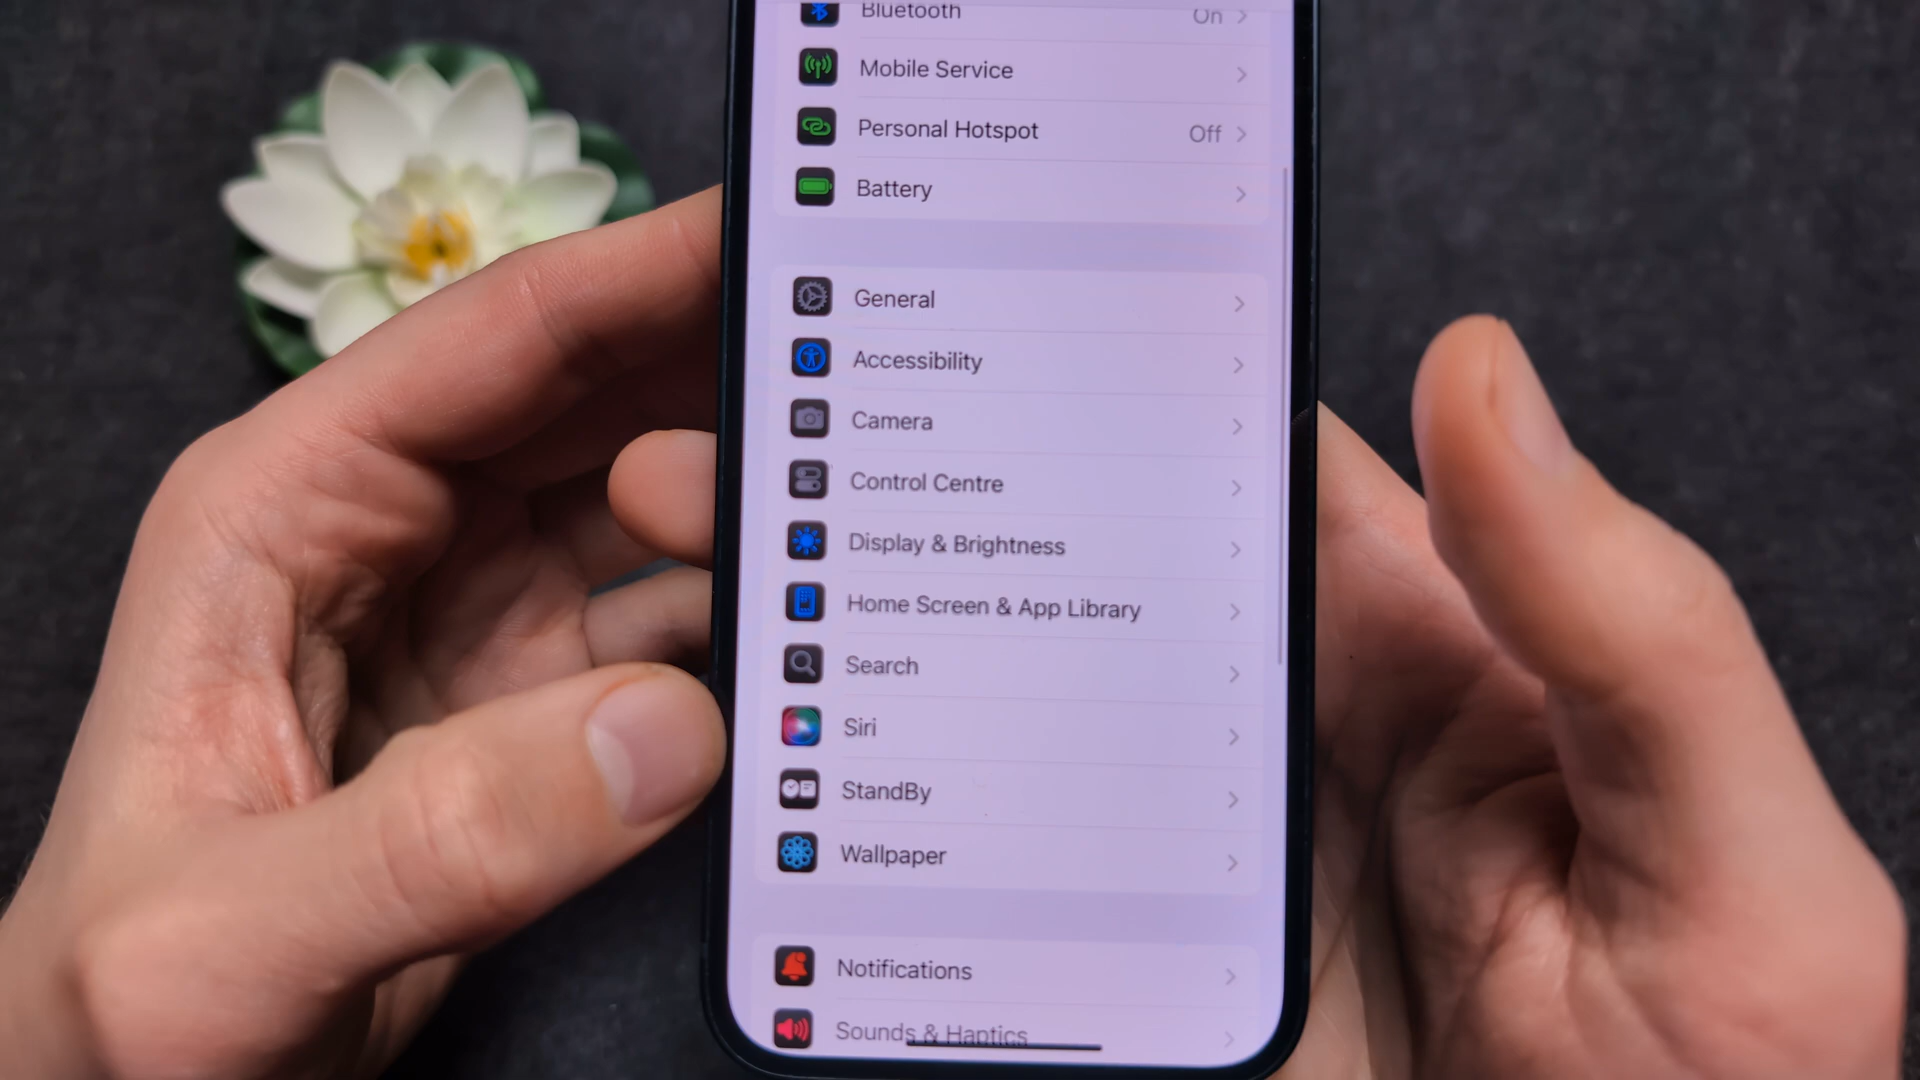 Bluetooth On
Mobile Service
Personal Hotspot Off
Battery
General
Accessibility
Camera
Control Centre
Display & Brightness
Home Screen & App Library
Search
Siri
StandBy
Wallpaper
Notifications
Sounds & Haptics